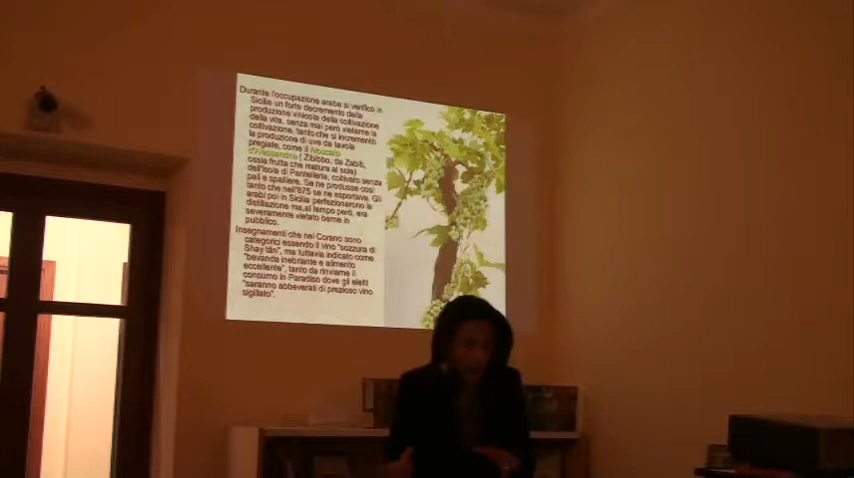 Durante l'occupazione araba si verificò in
Sicilia un forte decremento della
produzione vinicola della coltivazione
della vite, senza mai però vietarne la
coltivazione, tanto che si incrementò
la produzione di uve da tavola
pregiate, come il Moscato
d'Alessandria ( Zibibbo, da Zabib,
ossia frutta che matura al sole)
dell'isola di Pantelleria, coltivato senza
pali e spalliere. Se ne produsse così
tanto che nell'875 se ne esportava. Gli
arabi poi in Sicilia perfezionarono la
distillazione ma,al tempo però, era
severamente vietato berne in
pubblico.
Insegnamenti che nel Corano sono
categorici essendo il vino "sozzura di
Shay tân", ma tuttavia indicato come
"bevanda inebriante e alimento
eccellente", tanto da rinviarne il
consumo in Paradiso dove gli eletti
"saranno abbeverati di prezioso vino
sigillato".